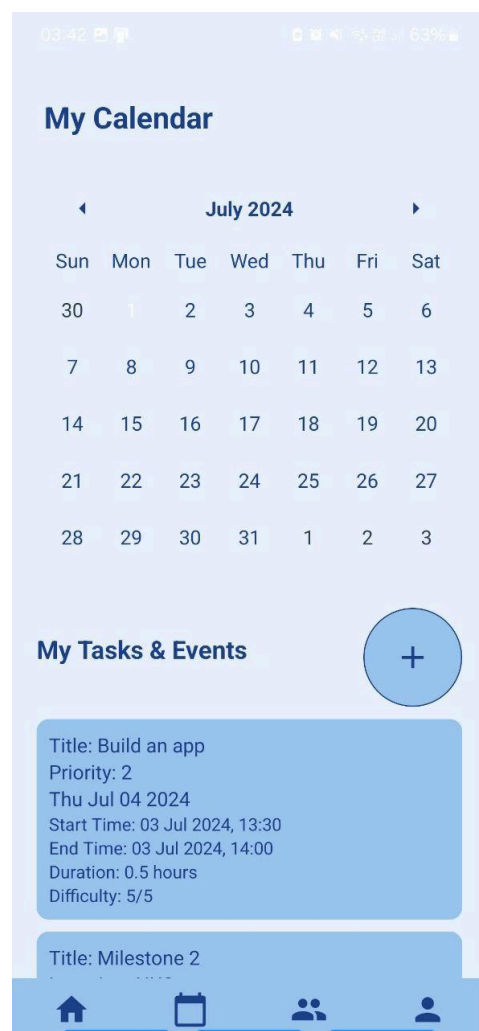 03:42
63%
My Calendar
July 2024
Sun Mon Tue Wed Thu Fri Sat
30 1 2 3 4 5 6
7 8 9 10 11 12 13
14 15 16 17 18 19 20
21 22 23 24 25 26 27
28 29 30 31 1 2 3
My Tasks & Events
+
Title: Build an app
Priority: 2
Thu Jul 04 2024
Start Time: 03 Jul 2024, 13:30
End Time: 03 Jul 2024, 14:00
Duration: 0.5 hours
Difficulty: 5/5
Title: Milestone 2